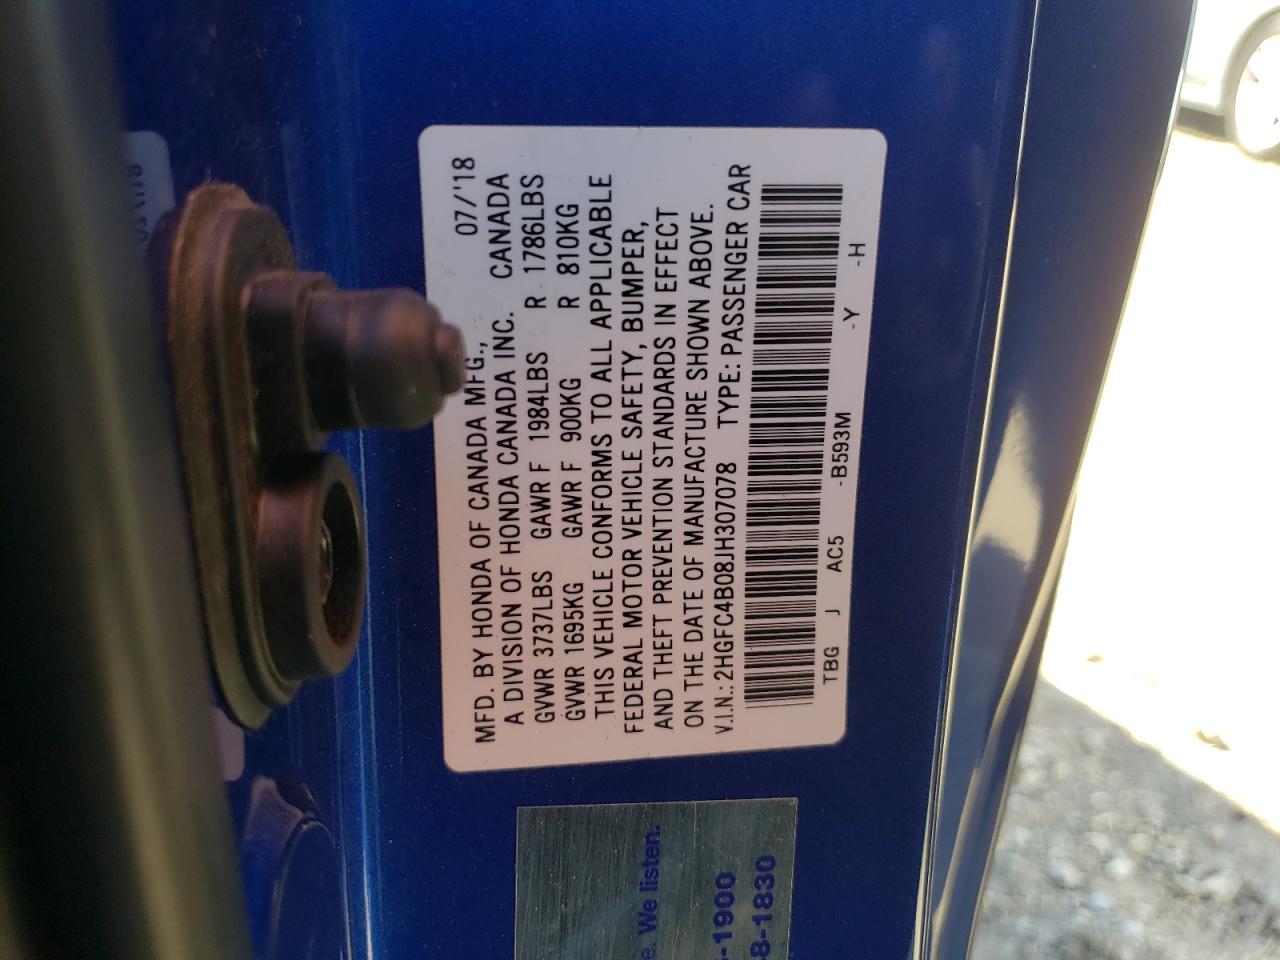 07/'18
MFD. BY HONDA OF CANADA MFG.,
A DIVISION OF HONDA CANADA INC. CANADA
GVWR 3737LBS GAWR F 1984LBS R 1786LBS
GVWR 1695KG GAWR F 900KG R 810KG
THIS VEHICLE CONFORMS TO ALL APPLICABLE
FEDERAL MOTOR VEHICLE SAFETY, BUMPER,
AND THEFT PREVENTION STANDARDS IN EFFECT
ON THE DATE OF MANUFACTURE SHOWN ABOVE.
V.I.N.: 2HGFC4B08JH307078 TYPE: PASSENGER CAR
TBG J AC5 -B593M -Y -H
We listen.
-1900
8-1830